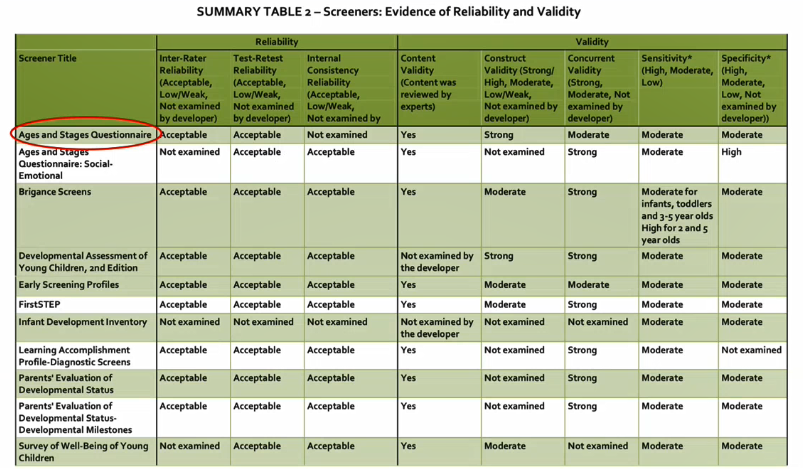 SUMMARY TABLE 2 – Screeners: Evidence of Reliability and Validity
Reliability
Validity
Screener Title
Inter-Rater
Reliability
(Acceptable,
Low/Weak,
Not examined
by developer)
Test-Retest
Reliability
(Acceptable,
Low/Weak,
Not examined
by developer)
Internal
Consistency
Reliability
(Acceptable,
Low/Weak,
Not examined by
Content
Validity
(Content was
reviewed by
experts)
Construct
Validity (Strong/
High, Moderate,
Low/Weak,
Not examined by
developer)
Concurrent
Validity
(Strong,
Moderate, Not
examined by
developer)
Sensitivity*
(High, Moderate,
Low)
Specificity*
(High,
Moderate,
Low, Not
examined by
developer))
Ages and Stages Questionnaire
Acceptable
Acceptable
Not examined
Yes
Strong
Moderate
Moderate
Moderate
Ages and Stages
Questionnaire: Social-
Emotional
Not examined
Acceptable
Acceptable
Yes
Not examined
Strong
Moderate
High
Brigance Screens
Acceptable
Acceptable
Acceptable
Yes
Moderate
Strong
Moderate for
infants, toddlers
and 3-5 year olds
High for 2 and 5
year olds
Moderate
Developmental Assessment of
Young Children, 2nd Edition
Acceptable
Acceptable
Acceptable
Not examined by
the developer
Strong
Strong
Moderate
Moderate
Early Screening Profiles
Acceptable
Acceptable
Acceptable
Yes
Moderate
Moderate
Moderate
Moderate
FirstSTEP
Acceptable
Acceptable
Acceptable
Yes
Moderate
Strong
Moderate
Moderate
Infant Development Inventory
Not examined
Not examined
Not examined
Not examined by
the developer
Not examined
Not examined
Moderate
Moderate
Learning Accomplishment
Profile-Diagnostic Screens
Acceptable
Acceptable
Acceptable
Yes
Not examined
Strong
Moderate
Not examined
Parents' Evaluation of
Developmental Status
Acceptable
Acceptable
Acceptable
Yes
Not examined
Strong
Moderate
Moderate
Parents' Evaluation of
Developmental Status-
Developmental Milestones
Acceptable
Acceptable
Acceptable
Yes
Not examined
Strong
Moderate
Moderate
Survey of Well-Being of Young
Children
Not examined
Acceptable
Acceptable
Yes
Moderate
Not examined
Moderate
Moderate